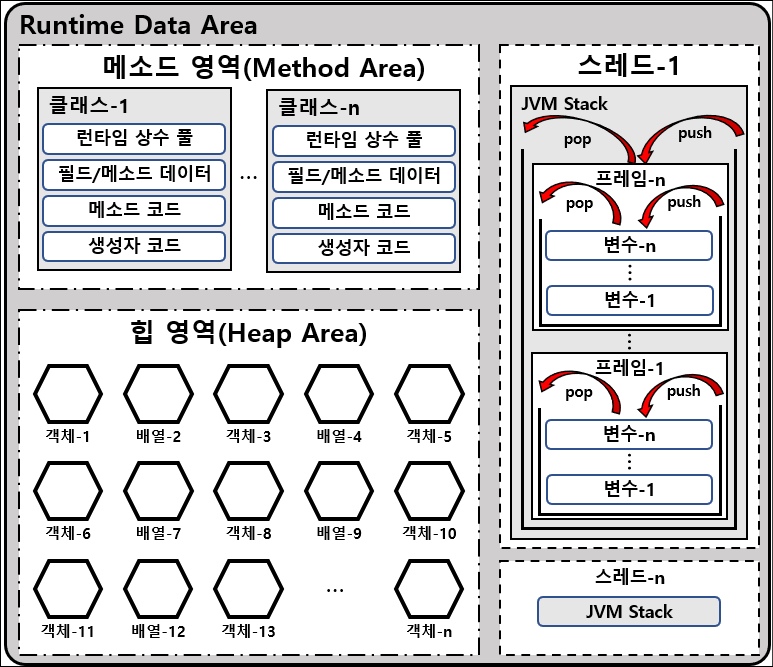 Runtime Data Area
메소드 영역(Method Area)
클래스-1
런타임 상수 풀
필드/메소드 데이터
메소드 코드
생성자 코드
...
클래스-n
런타임 상수 풀
필드/메소드 데이터
메소드 코드
생성자 코드
힙 영역(Heap Area)
객체-1 배열-2 객체-3 배열-4 객체-5
객체-6 배열-7 객체-8 배열-9 객체-10
객체-11 배열-12 객체-13 ... 객체-n
스레드-1
JVM Stack
pop push
프레임-n
pop push
변수-n
...
변수-1
...
프레임-1
pop push
변수-n
...
변수-1
스레드-n
JVM Stack